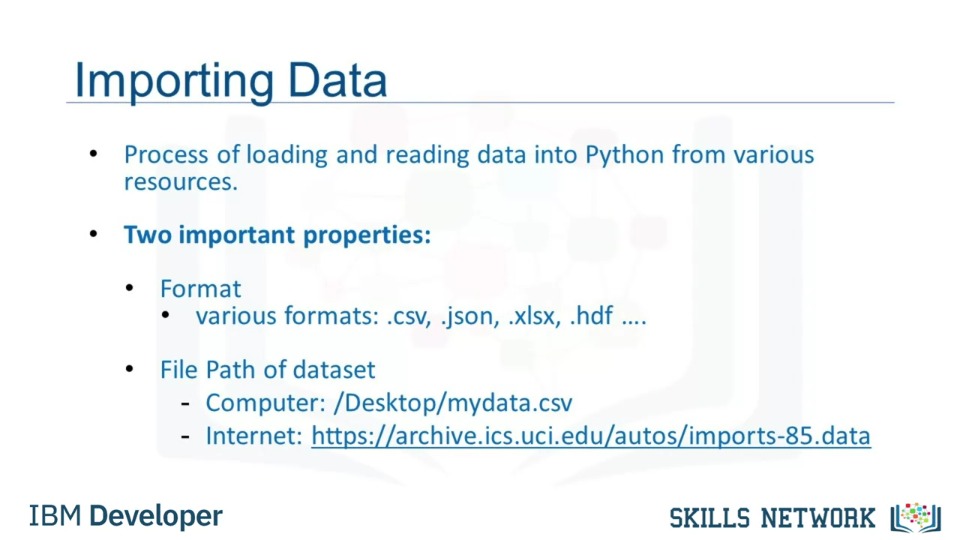 Importing Data
• Process of loading and reading data into Python from various
resources.
• Two important properties:
• Format
• various formats: .csv, .json, .xlsx, .hdf ....
• File Path of dataset
- Computer: /Desktop/mydata.csv
- Internet: https://archive.ics.uci.edu/autos/imports-85.data
IBM Developer
SKILLS NETWORK